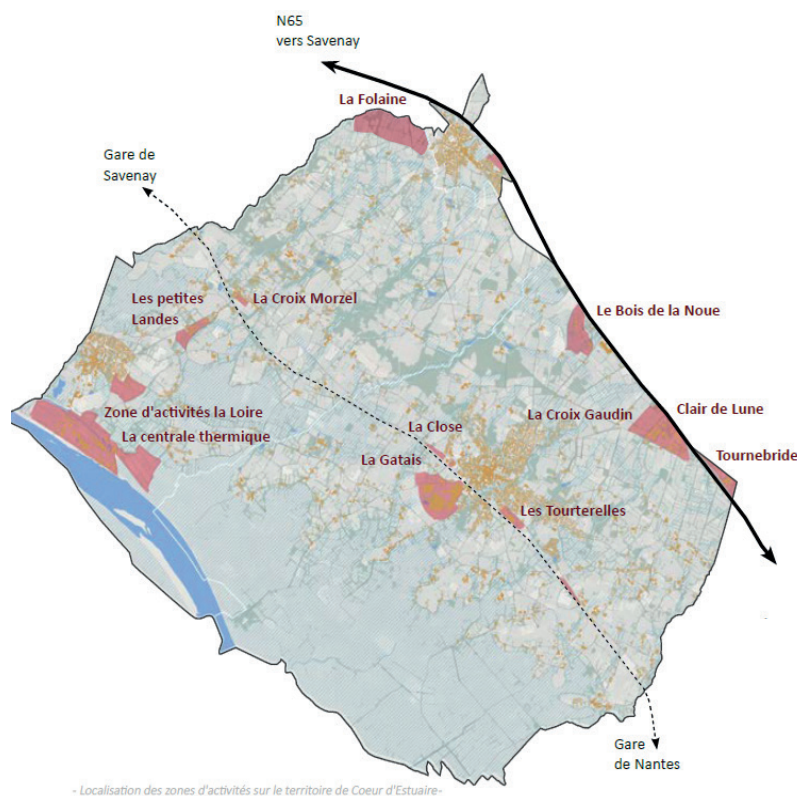 N65
vers Savenay
La Folaine
Gare de
Savenay
Les petites
Landes
La Croix Morzel
Le Bois de la Noue
Zone d'activités la Loire
La centrale thermique
La Close
La Croix Gaudin
Clair de Lune
La Gatais
Tournebride
Les Tourterelles
Gare
de Nantes
- Localisation des zones d'activités sur le territoire de Coeur d'Estuaire-